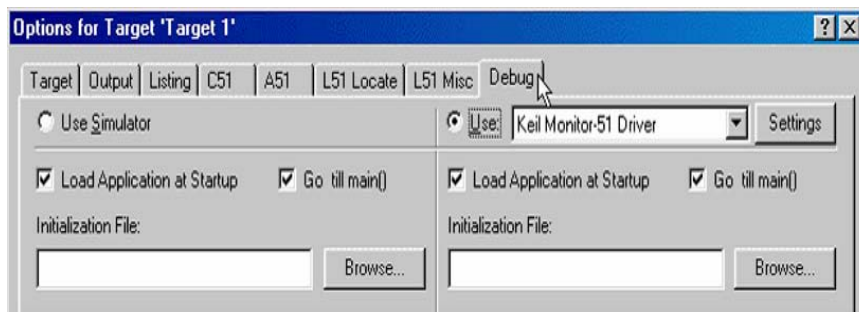 Options for Target 'Target 1'
Target Output Listing C51 A51 L51 Locate L51 Misc Debug
Use Simulator
Use: Keil Monitor-51 Driver Settings
Load Application at Startup Go till main()
Load Application at Startup Go till main()
Initialization File:
Initialization File:
Browse...
Browse...